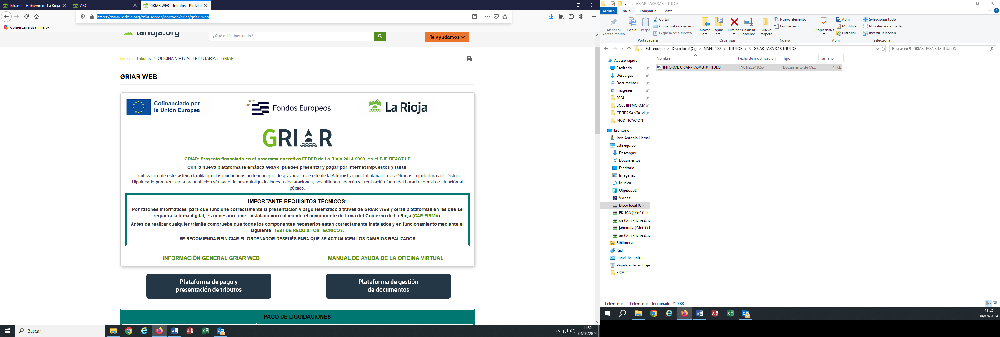 Intranet - Gobierno de La Rioja
ABC
GRIAR WEB - Tributos - Portal d
https://www.larioja.org/tributos/es/portada/griar/griar-web
Comenzar a usar Firefox
larioja.org
¿Qué estás buscando?
Te ayudamos
Inicio / Tributos / OFICINA VIRTUAL TRIBUTARIA / GRIAR
GRIAR WEB
Cofinanciado por
la Unión Europea
Fondos Europeos
La Rioja
GRIAR
GRIAR: Proyecto financiado en el programa operativo FEDER de La Rioja 2014-2020, en el EJE REACT UE
Con la nueva plataforma telemática GRIAR, puedes presentar y pagar por internet impuestos y tasas.
La utilización de este sistema facilita que los ciudadanos no tengan que desplazarse a la sede de la Administración Tributaria o a las Oficinas Liquidadoras de Distrito
Hipotecario para realizar la presentación y/o pago de sus autoliquidaciones o declaraciones, posibilitando además su realización fuera del horario normal de atención al
público.
IMPORTANTE-REQUISITOS TÉCNICOS:
Por razones informáticas, para que funcione correctamente la presentación y pago telemático a través de GRIAR WEB y otras plataformas en las que se
requiera la firma digital, es necesario tener instalado correctamente el componente de firma del Gobierno de La Rioja (CAR FIRMA).
Antes de realizar cualquier trámite compruebe que todos los componentes necesarios están correctamente instalados y en funcionamiento mediante el
siguiente: TEST DE REQUISITOS TÉCNICOS.
SE RECOMIENDA REINICIAR EL ORDENADOR DESPUÉS PARA QUE SE ACTUALICEN LOS CAMBIOS REALIZADOS
INFORMACIÓN GENERAL GRIAR WEB
MANUAL DE AYUDA DE LA OFICINA VIRTUAL
Plataforma de pago y
presentación de tributos
Plataforma de gestión
de documentos
PAGO DE LIQUIDACIONES
Buscar
11:52
04/09/2024
9- GRIAR-TASA 3.18 TITULOS
Archivo Inicio Compartir Vista
Anclar al
Acceso rápido
Copiar
Pegar
Cortar
Copiar ruta de acceso
Pegar acceso directo
Portapapeles
Mover
a
Copiar
a
Eliminar
Cambiar
nombre
Organizar
Nueva
carpeta
Nuevo elemento
Fácil acceso
Nuevo
Propiedades
Abrir
Modificar
Historial
Abrir
Seleccionar todo
No seleccionar nada
Invertir selección
Seleccionar
Este equipo > Disco local (C:) > NANI 2023 > TITULOS > 9- GRIAR-TASA 3.18 TITULOS
Buscar en 9- GRIAR-TASA 3.18 TITULOS
Nombre Fecha de modificación Tipo Tamaño
INFORME GRIAR- TASA 318 TITULO 17/01/2024 9:56 Documento de Mi... 71 KB
Acceso rápido
Escritorio
Descargas
Documentos
Imágenes
2024
BOLETIN NORMA
CPEIPS SANTA M
MODIFICACION
Escritorio
Jose Antonio Hernai
Este equipo
Descargas
Documentos
Escritorio
Imágenes
Música
Objetos 3D
Vídeos
Disco local (C:)
EDUCA (\\inf-fich-
de (\\inf-fich-s2.ric
jahernaiz (\\inf-fich
ap (\\inf-fich-s2.ric
Bibliotecas
Red
Panel de control
Papelera de reciclaje
SICAP
1 elemento 1 elemento seleccionado 71,0 KB
11:52
04/09/2024